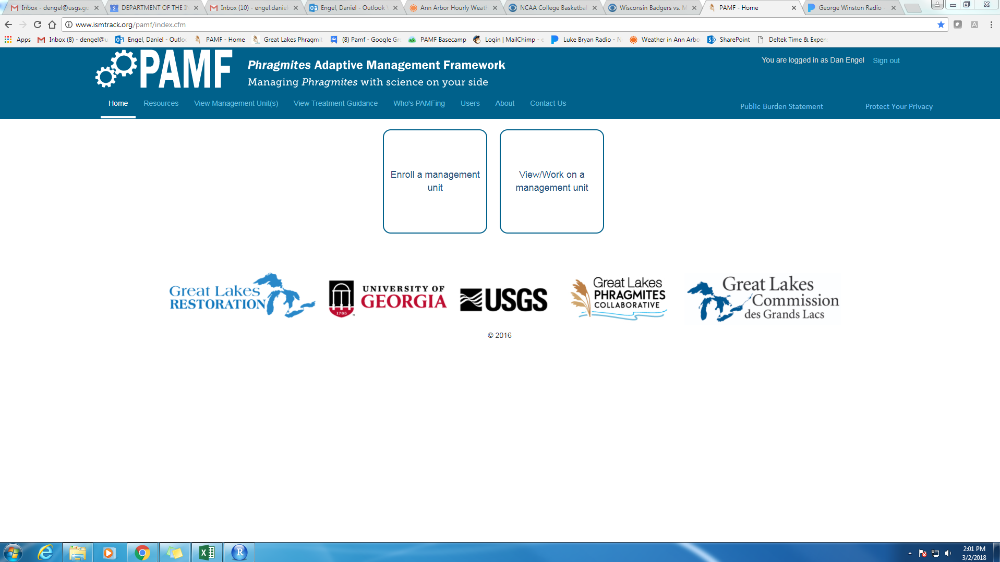 Inbox - dengel@usgs.go
DEPARTMENT OF THE I
Inbox (10) - engel.daniel
Engel, Daniel - Outlook
Ann Arbor Hourly Weath
NCAA College Basketbal
Wisconsin Badgers vs. M
PAMF - Home
George Winston Radio -
www.ismtrack.org/pamf/index.cfm
Apps
Inbox (8) - dengel@u
Engel, Daniel - Outlo
PAMF - Home
Great Lakes Phragmit
(8) Pamf - Google Gr
PAMF Basecamp
Login | MailChimp - e
Luke Bryan Radio - N
Weather in Ann Arbo
SharePoint
Deltek Time & Expen
PAMF
Phragmites Adaptive Management Framework
Managing Phragmites with science on your side
You are logged in as Dan Engel
Sign out
Home
Resources
View Management Unit(s)
View Treatment Guidance
Who's PAMFing
Users
About
Contact Us
Public Burden Statement
Protect Your Privacy
Enroll a management
unit
View/Work on a
management unit
Great Lakes
RESTORATION
1785
UNIVERSITY OF
GEORGIA
USGS
Great Lakes
PHRAGMITES
COLLABORATIVE
Great Lakes
Commission
des Grands Lacs
© 2016
2:01 PM
3/2/2018